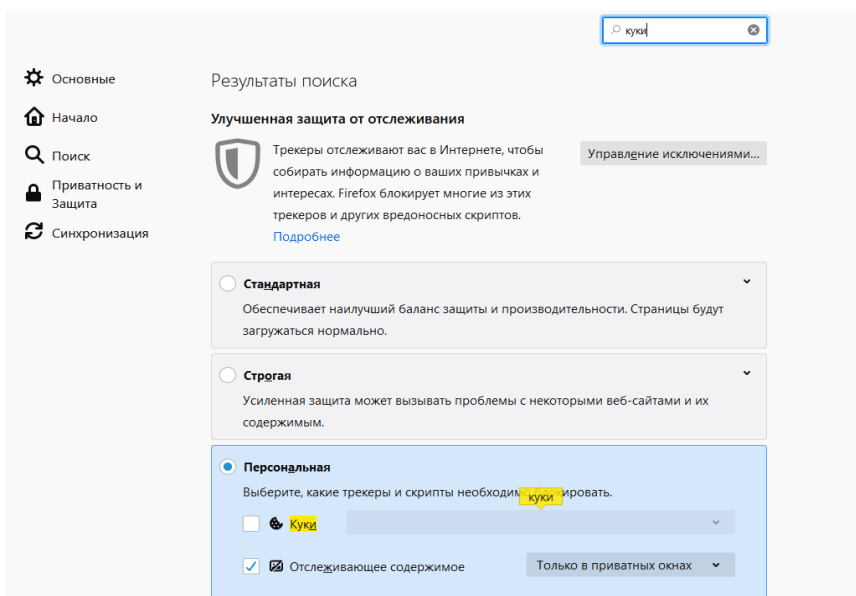 куки
Основные
Начало
Поиск
Приватность и
Защита
Синхронизация
Результаты поиска
Улучшенная защита от отслеживания
Трекеры отслеживают вас в Интернете, чтобы
собирать информацию о ваших привычках и
интересах. Firefox блокирует многие из этих
трекеров и других вредоносных скриптов.
Подробнее
Управление исключениями...
Стандартная
Обеспечивает наилучший баланс защиты и производительности. Страницы будут
загружаться нормально.
Строгая
Усиленная защита может вызывать проблемы с некоторыми веб-сайтами и их
содержимым.
Персональная
Выберите, какие трекеры и скрипты необходимо блокировать.
куки
Куки
Отслеживающее содержимое
Только в приватных окнах